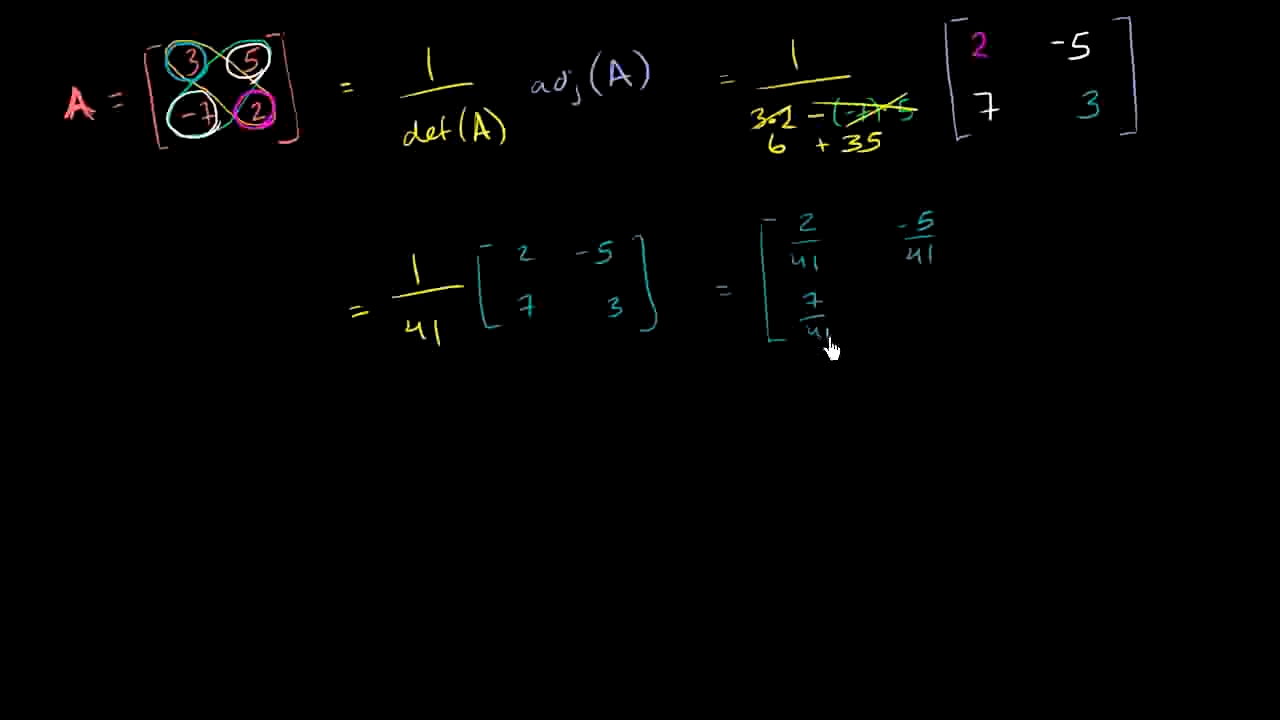 A = [ 3 5 = 1/det(A) adj(A) = 1/(3·2 - (-7)·5) [ 2 -5
-7 2 ] 6 + 35 7 3 ]
= 1/41 [ 2 -5 = [ 2/41 -5/41
7 3 ] 7/41